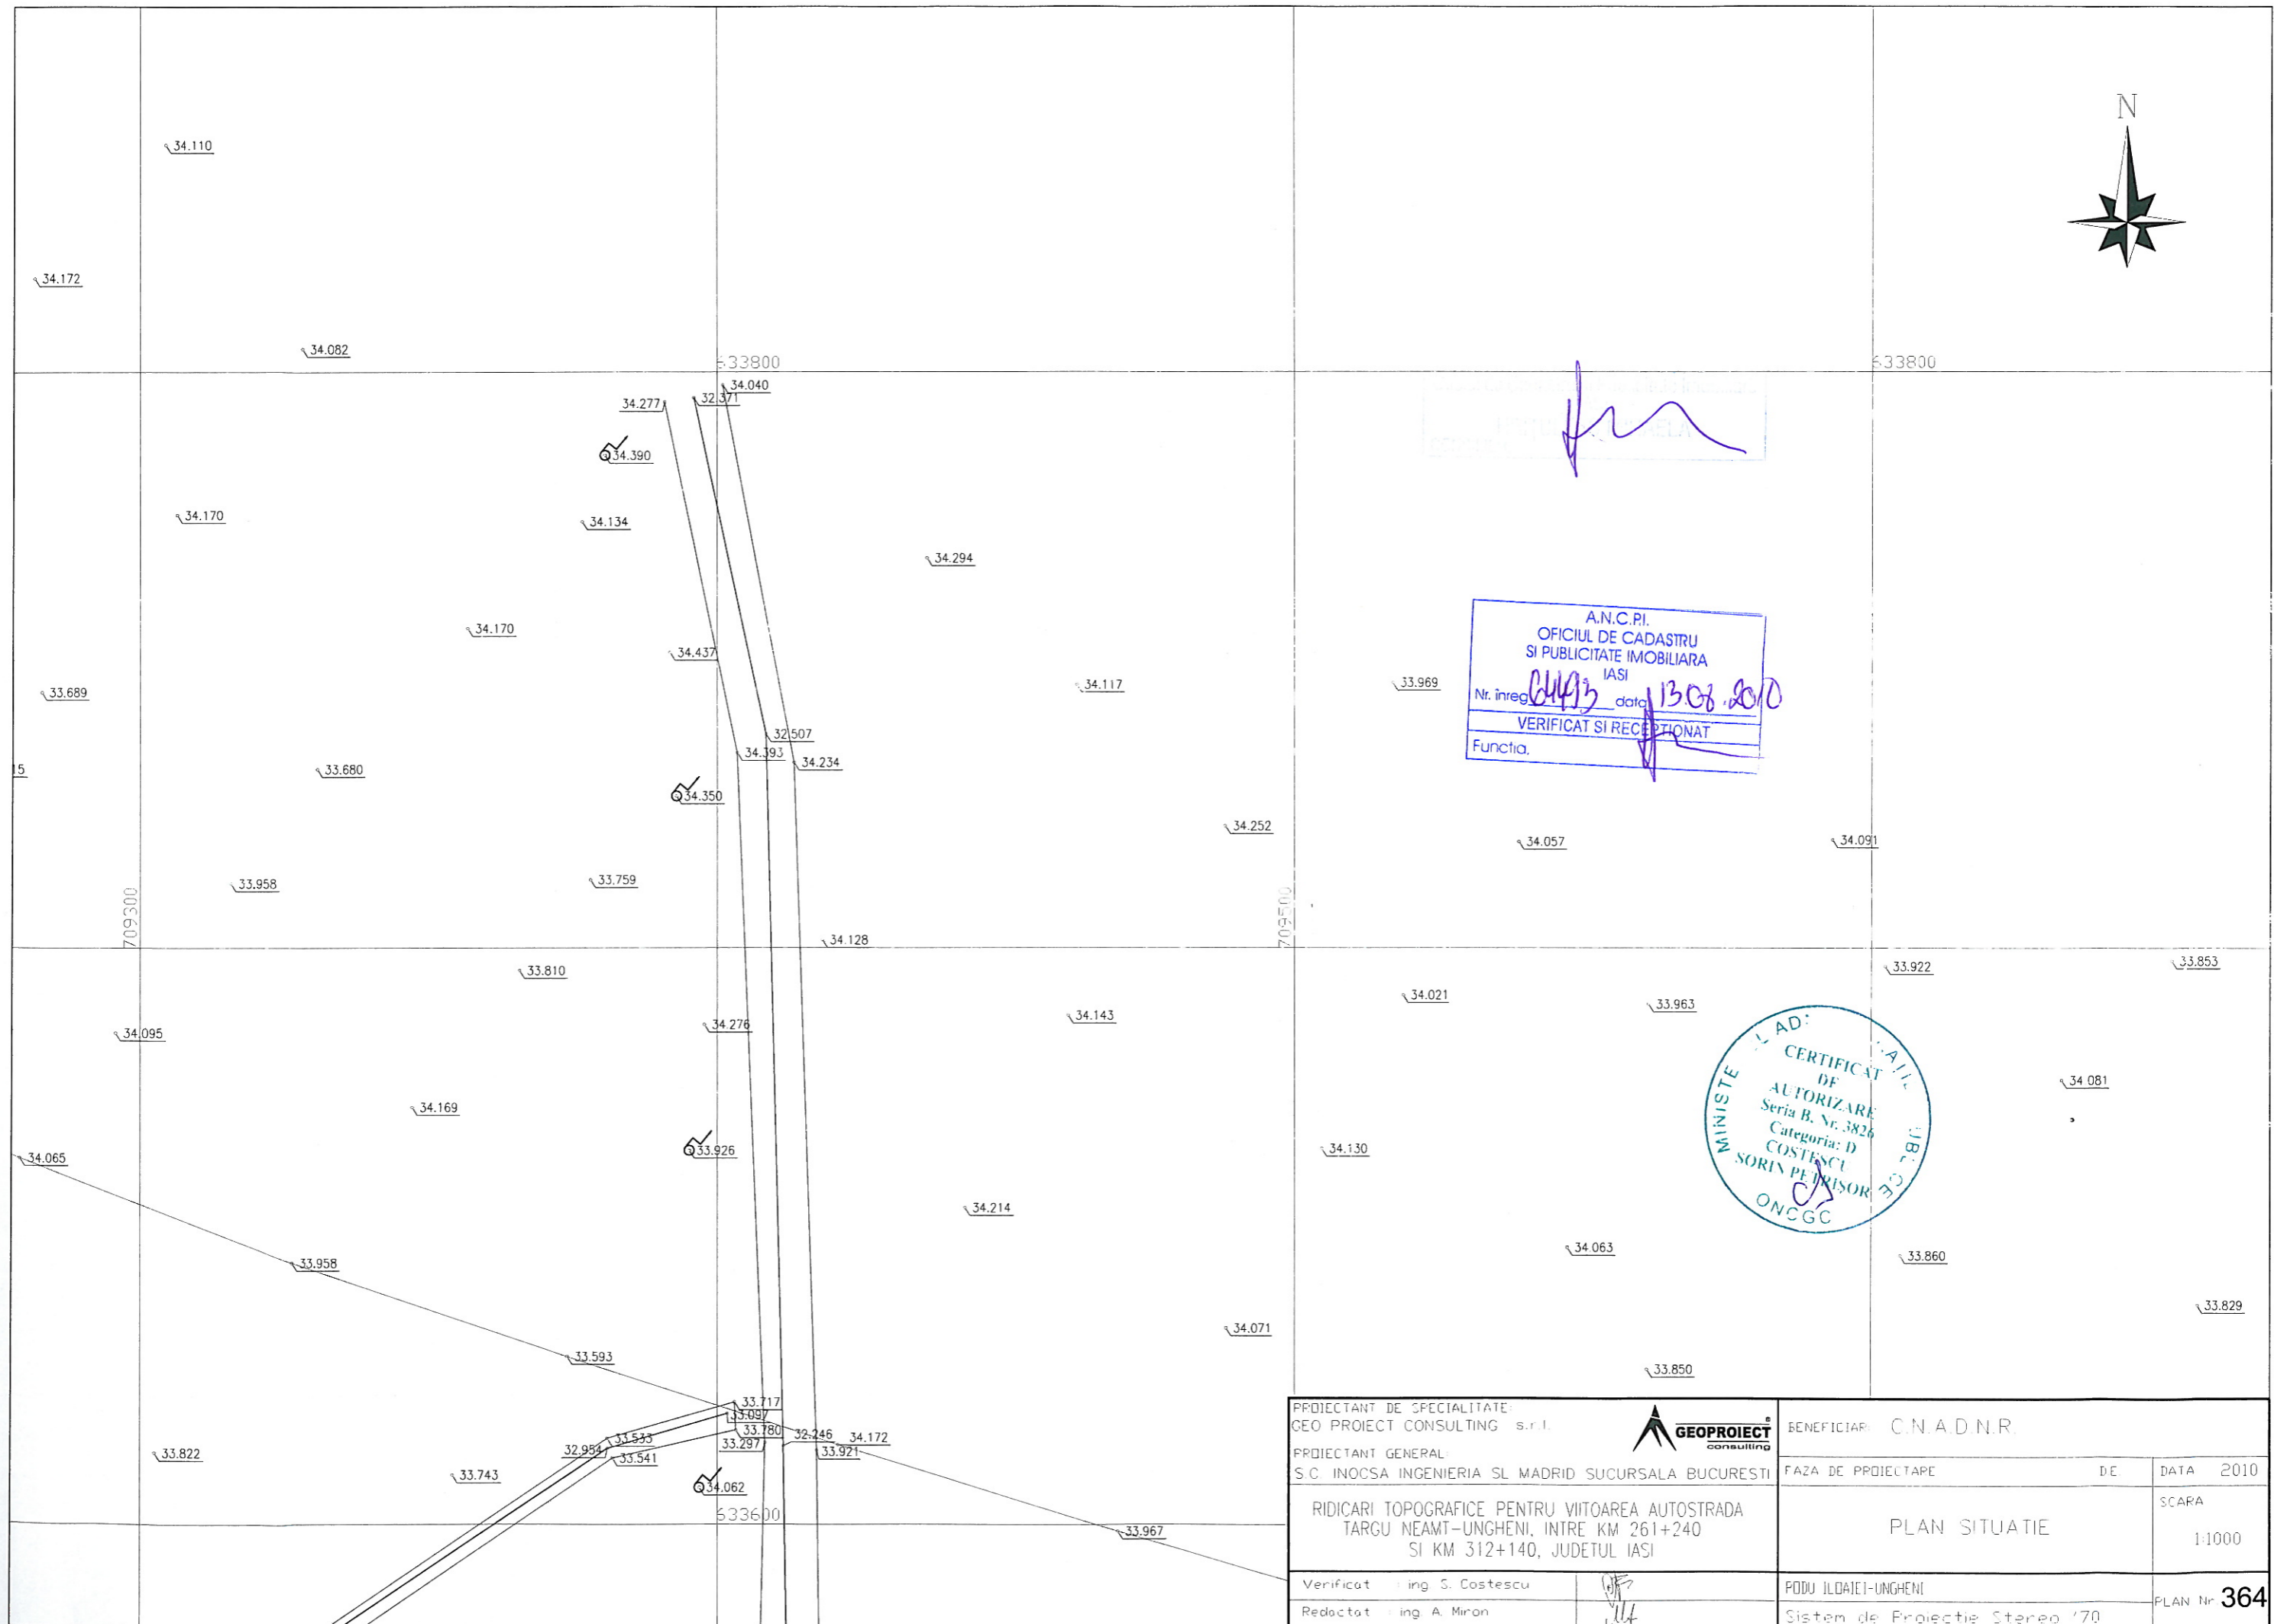 N
34.110
34.172
34.082
633800
633800
34.040
34.277
32.371
34.390
34.170
34.134
34.294
34.170
34.437
34.117
33.969
33.689
32.507
34.393
34.234
15
33.680
34.350
34.252
34.057
34.091
33.958
33.759
709300
709500
34.128
33.810
33.922
33.853
34.021
33.963
34.276
34.143
34.095
34.081
34.169
33.926
34.130
34.065
34.214
34.063
33.860
33.958
33.829
34.071
33.593
33.850
33.717
33.097
33.780
33.533
32.954
33.541
33.297
32.246
34.172
33.921
33.822
33.743
34.062
633600
33.967
A.N.C.P.I.
OFICIUL DE CADASTRU
SI PUBLICITATE IMOBILIARA
IASI
Nr. înreg 64493 data 13.08.2010
VERIFICAT SI RECEPTIONAT
Functia,
MINISTE
CERTIFICAT
DE
AUTORIZARE
Seria B, Nr. 3826
Categoria: D
COSTESCU
SORIN PETRIȘOR
ONCGC
PROIECTANT DE SPECIALITATE:
GEO PROIECT CONSULTING s.r.l.
GEOPROIECT
consulting
PROIECTANT GENERAL:
S.C. INOCSA INGENIERIA SL MADRID SUCURSALA BUCURESTI
RIDICARI TOPOGRAFICE PENTRU VIITOAREA AUTOSTRADA
TARGU NEAMT-UNGHENI, INTRE KM 261+240
SI KM 312+140, JUDETUL IASI
Verificat : ing. S. Costescu
Redactat : ing. A. Miron
BENEFICIAR: C.N.A.D.N.R.
FAZA DE PROIECTARE DE
DATA 2010
PLAN SITUATIE
SCARA
1:1000
PODU ILOAIEI-UNGHENI
Sistem de Proiectie Stereo '70
PLAN Nr 364